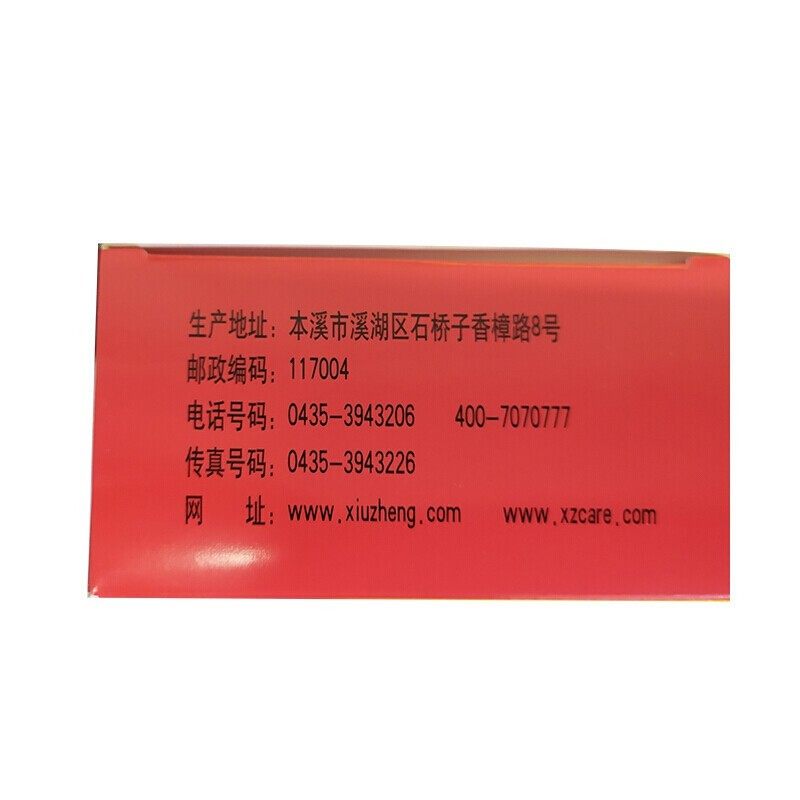 生产地址：本溪市溪湖区石桥子香樟路8号
邮政编码：117004
电话号码：0435-3943206 400-7070777
传真号码：0435-3943226
网 址：www.xiuzheng.com www.xzcare.com